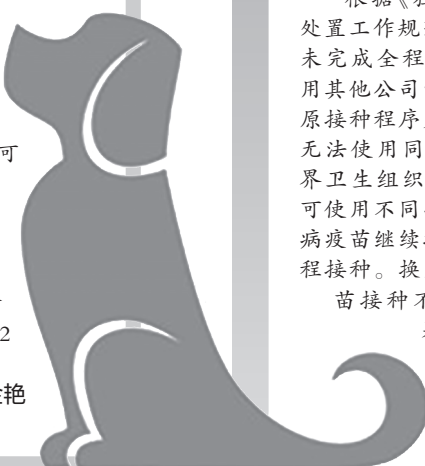 可
2
艳
根据《
处置工作规
未完成全程
用其他公司
原接种程序
无法使用同
界卫生组织
可使用不同
病疫苗继续
程接种。换
苗接种不